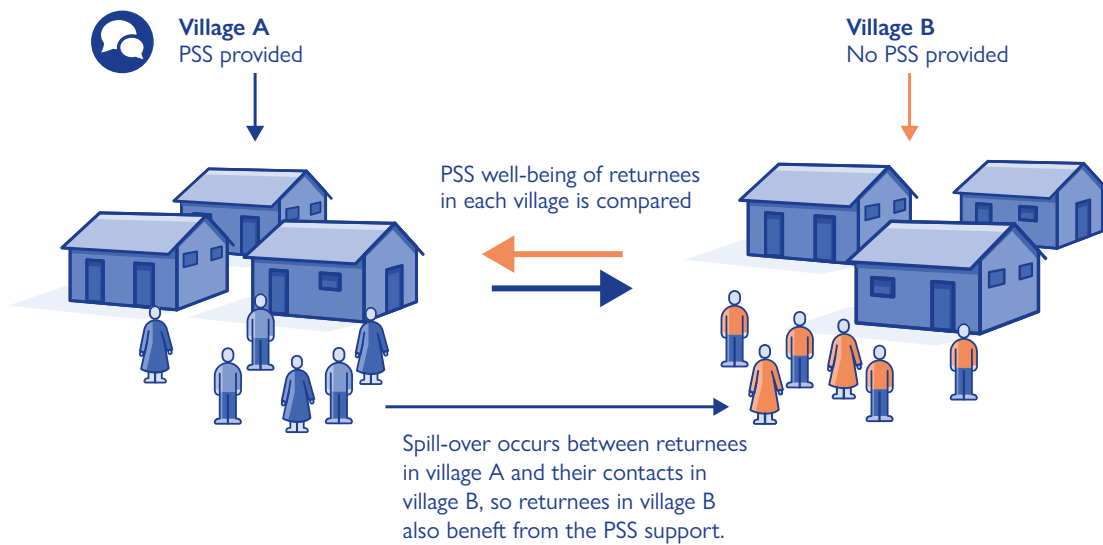 Village A
PSS provided
Village B
No PSS provided
PSS well-being of returnees
in each village is compared
Spill-over occurs between returnees
in village A and their contacts in
village B, so returnees in village B
also beneft from the PSS support.